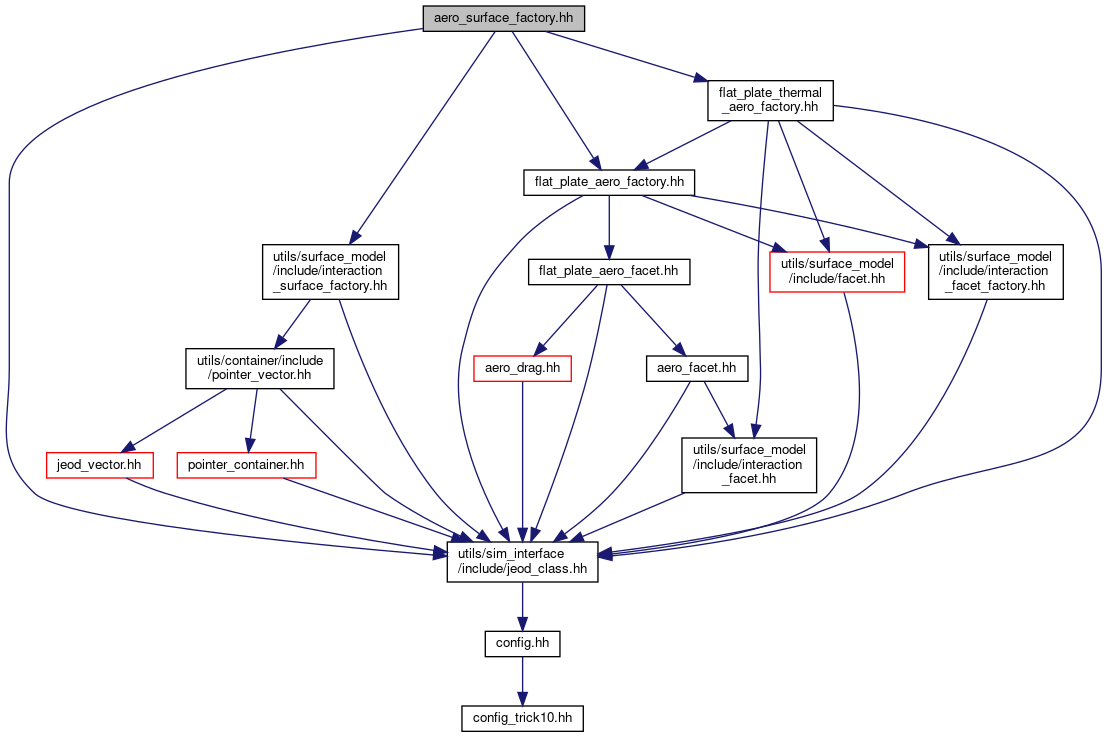 aero_surface_factory.hh
flat_plate_thermal
_aero_factory.hh
flat_plate_aero_factory.hh
utils/surface_model
/include/interaction
_surface_factory.hh
flat_plate_aero_facet.hh
utils/surface_model
/include/facet.hh
utils/surface_model
/include/interaction
_facet_factory.hh
utils/container/include
/pointer_vector.hh
aero_drag.hh
aero_facet.hh
jeod_vector.hh
pointer_container.hh
utils/surface_model
/include/interaction
_facet.hh
utils/sim_interface
/include/jeod_class.hh
config.hh
config_trick10.hh